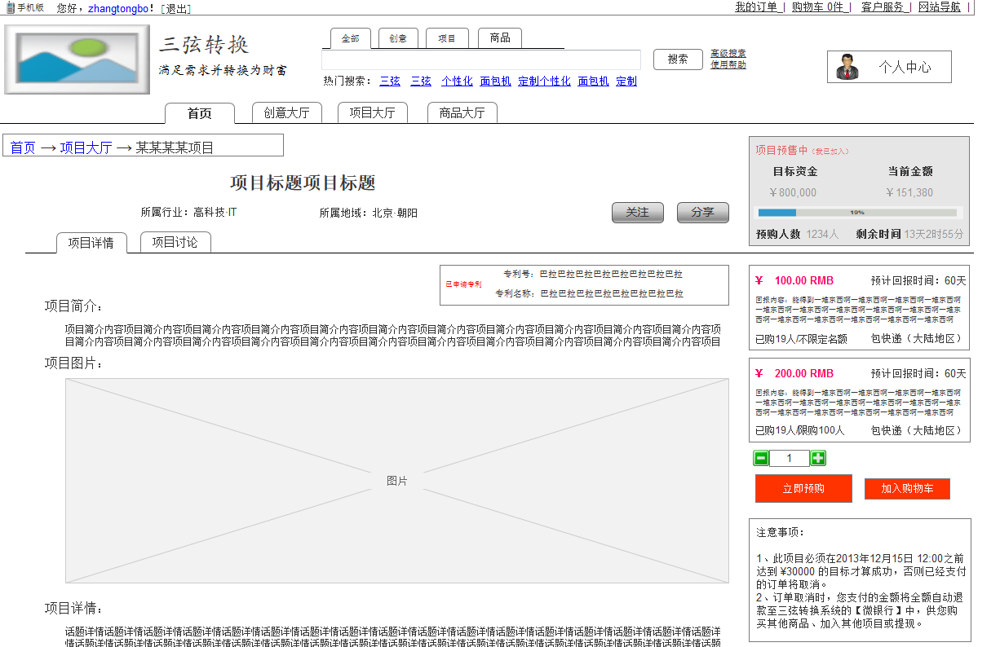 手机版 您好，zhangtongbo！[退出]
我的订单 | 购物车 0件 | 客户服务 | 网站导航 |
三弦转换
满足需求并转换为财富
全部 创意 项目 商品
搜索
高级搜索
使用帮助
热门搜索： 三弦 三弦 个性化 面包机 定制个性化 面包机 定制
个人中心
首页 创意大厅 项目大厅 商品大厅
首页 → 项目大厅 → 某某某某项目
项目标题项目标题
所属行业：高科技·IT 所属地域：北京·朝阳
关注 分享
项目详情 项目讨论
项目预售中（我已加入）
目标资金 当前金额
￥800,000 ￥151,380
19%
预购人数 1234人 剩余时间 13天2时55分
已申请专利
专利号：巴拉巴拉巴拉巴拉巴拉巴拉巴拉巴拉
专利名称：巴拉巴拉巴拉巴拉巴拉巴拉巴拉巴拉
项目简介：
项目简介内容项目简介内容项目简介内容项目简介内容项目简介内容项目简介内容项目简介内容项目简介内容项目简介内容项目简介内容项目简介内容项
目简介内容项目简介内容项目简介内容项目简介内容项目简介内容项目简介内容项目简介内容项目简介内容项目简介内容项目简介内容项目简介内容项目
项目图片：
图片
项目详情：
话题详情话题详情话题详情话题详情话题详情话题详情话题详情话题详情话题详情话题详情话题详情话题详情话题详情话题详情话题详情话题详情话题详
情话题详情话题详情话题详情话题详情话题详情话题详情话题详情话题详情话题详情话题详情话题详情话题详情话题详情话题详情话题详情话题详情话题
￥ 100.00 RMB 预计回报时间：60天
回报内容：能得到一堆东西啊一堆东西啊一堆东西啊一堆东西啊
一堆东西啊一堆东西啊一堆东西啊一堆东西啊一堆东西啊一堆东
西啊一堆东西啊一堆东西啊一堆东西啊一堆东西啊一堆东西啊
已购19人/不限定名额 包快递（大陆地区）
￥ 200.00 RMB 预计回报时间：60天
回报内容：能得到一堆东西啊一堆东西啊一堆东西啊一堆东西啊
一堆东西啊一堆东西啊一堆东西啊一堆东西啊一堆东西啊一堆东
西啊一堆东西啊一堆东西啊一堆东西啊一堆东西啊一堆东西啊
已购19人/限购100人 包快递（大陆地区）
1
立即预购 加入购物车
注意事项：
1、此项目必须在2013年12月15日 12:00之前
达到 ¥30000 的目标才算成功，否则已经支付
的订单将取消。
2、订单取消时，您支付的金额将全额自动退
款至三弦转换系统的【微银行】中，供您购
买其他商品、加入其他项目或提现。